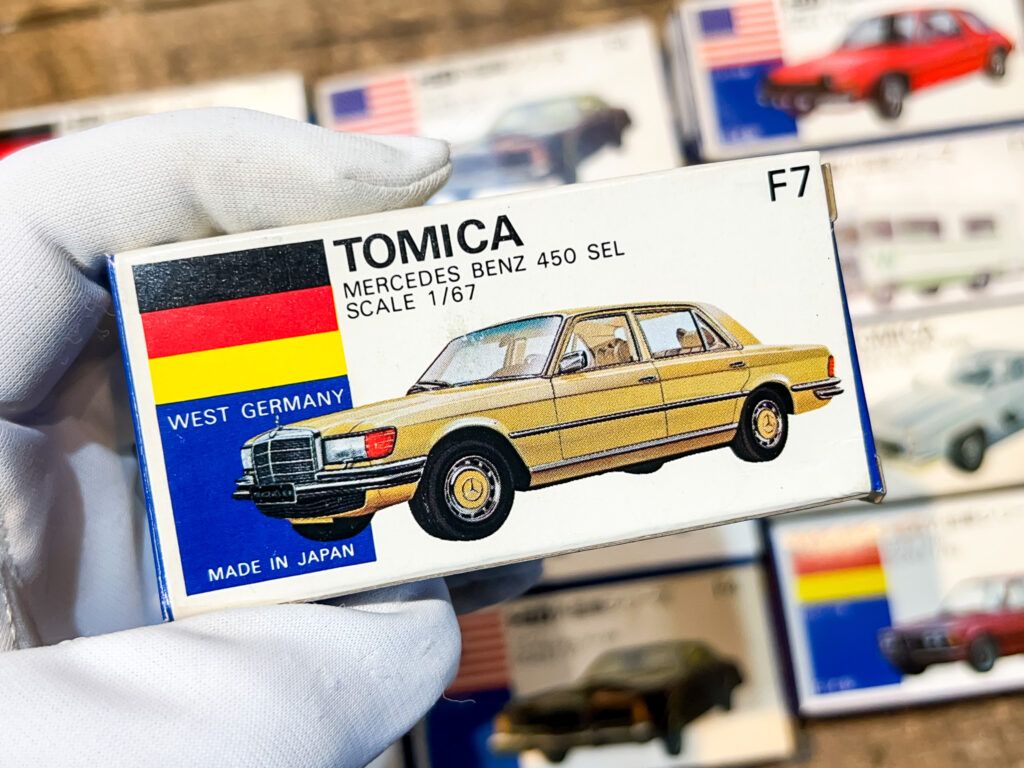 F7
TOMICA
MERCEDES BENZ 450 SEL
SCALE 1/67
WEST GERMANY
MADE IN JAPAN